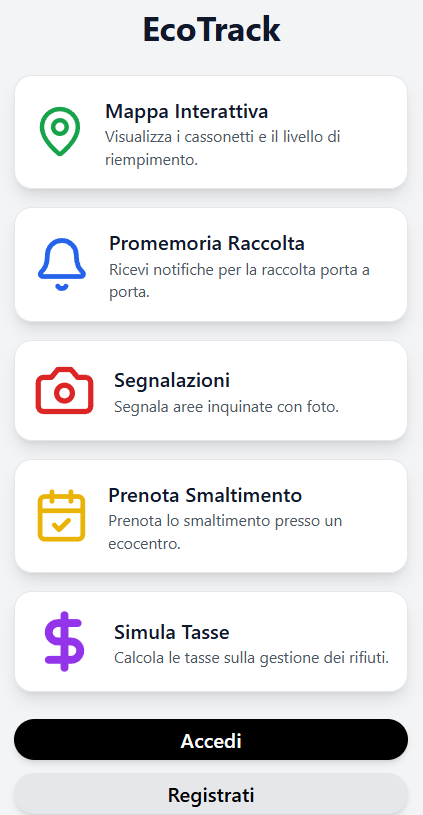 EcoTrack
Mappa Interattiva
Visualizza i cassonetti e il livello di
riempimento.
Promemoria Raccolta
Ricevi notifiche per la raccolta porta a
porta.
Segnalazioni
Segnala aree inquinate con foto.
Prenota Smaltimento
Prenota lo smaltimento presso un
ecocentro.
Simula Tasse
Calcola le tasse sulla gestione dei rifiuti.
Accedi
Registrati